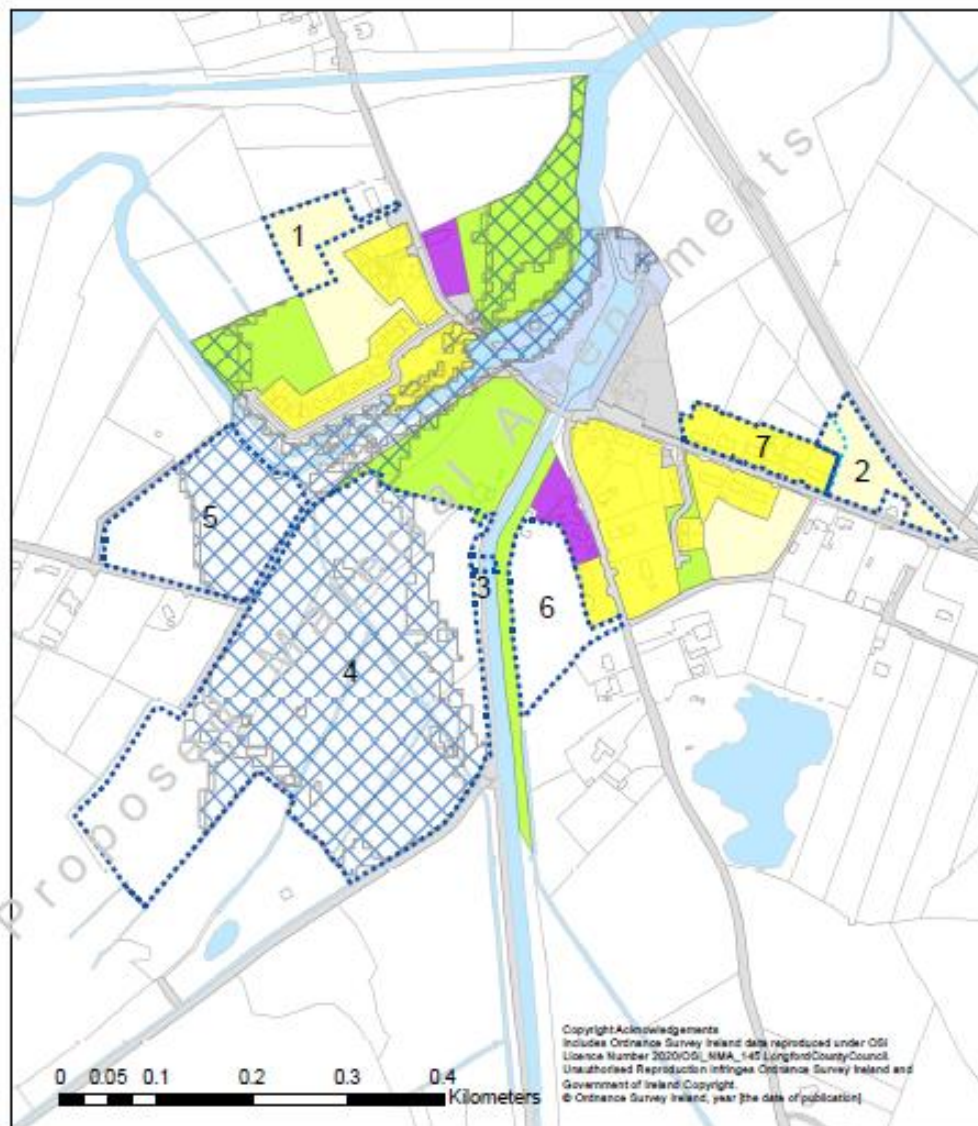 1
7
2
5
3
6
4
Proposed Material Amendments
Copyright Acknowledgements
Includes Ordnance Survey Ireland data reproduced under OSI
Licence Number 2020/OSi_NMA_145 Longford County Council.
Unauthorised Reproduction infringes Ordnance Survey Ireland and
Government of Ireland Copyright.
© Ordnance Survey Ireland, year [the date of publication]
0 0.05 0.1 0.2 0.3 0.4
Kilometers